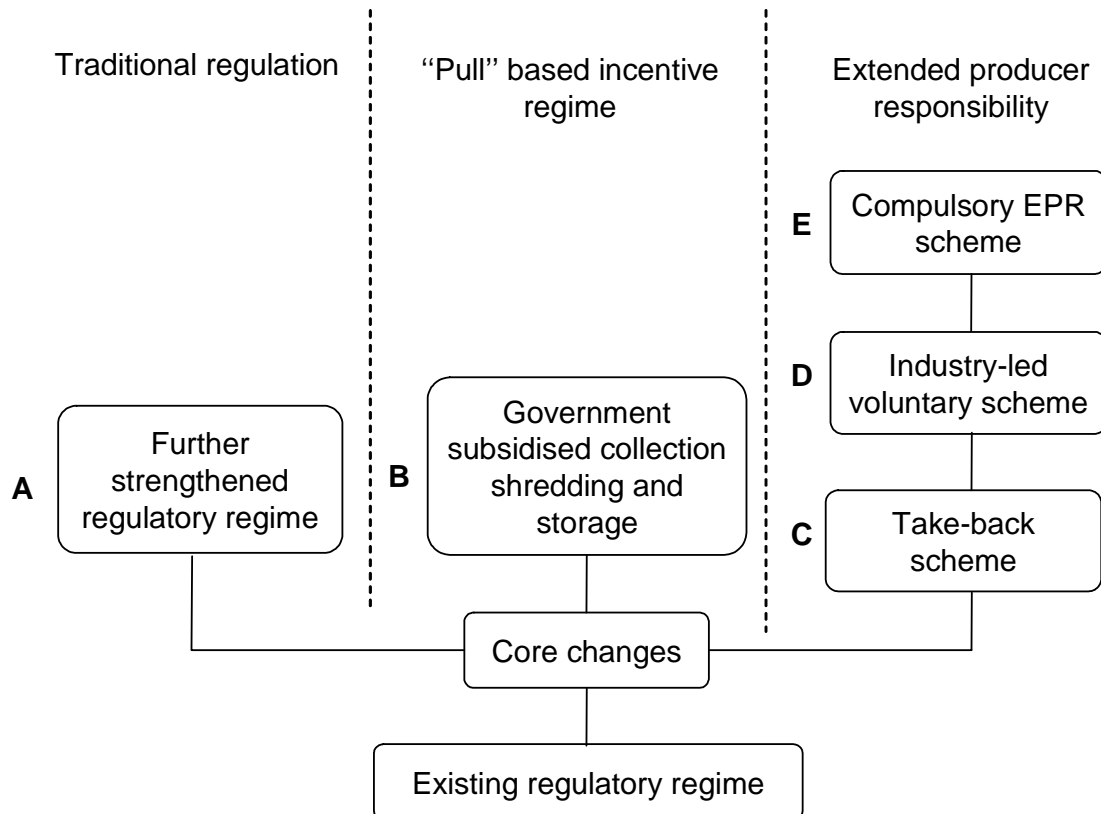 Traditional regulation
“Pull” based incentive
regime
Extended producer
responsibility
E
Compulsory EPR
scheme
D
Industry-led
voluntary scheme
A
Further
strengthened
regulatory regime
B
Government
subsidised collection
shredding and
storage
C
Take-back
scheme
Core changes
Existing regulatory regime